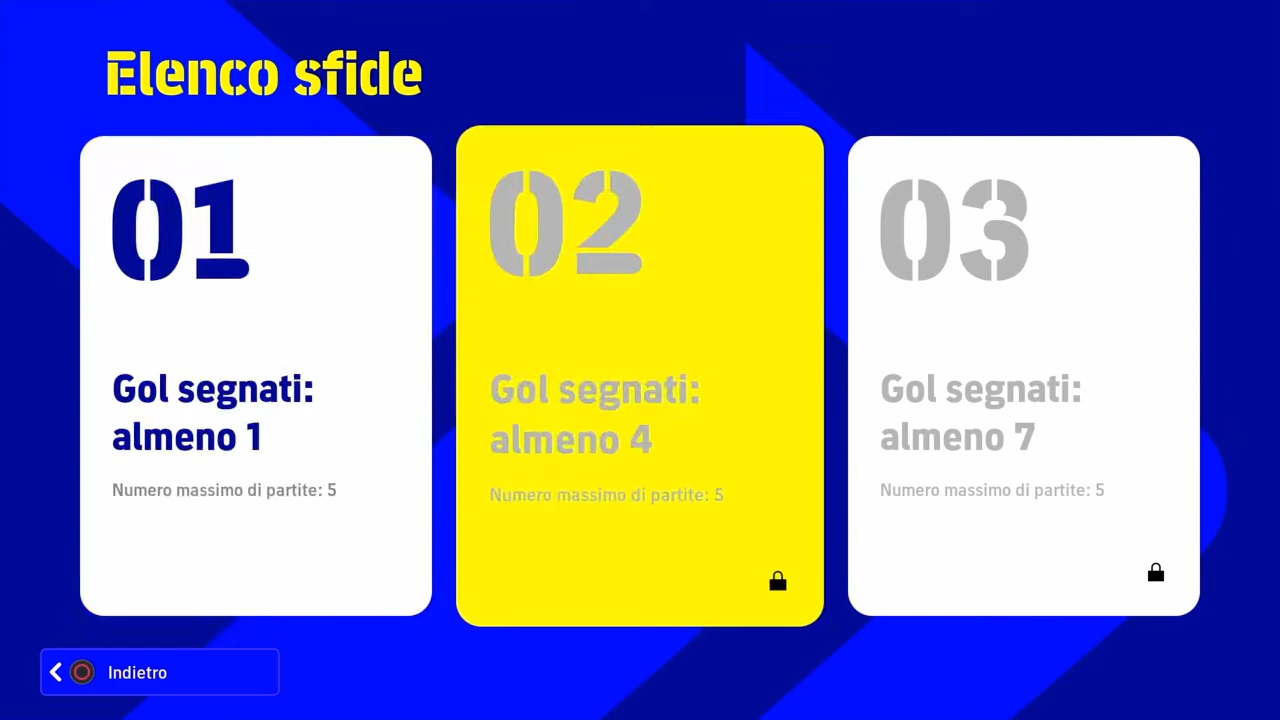 Elenco sfide
01
Gol segnati:
almeno 1
Numero massimo di partite: 5
02
Gol segnati:
almeno 4
Numero massimo di partite: 5
03
Gol segnati:
almeno 7
Numero massimo di partite: 5
Indietro